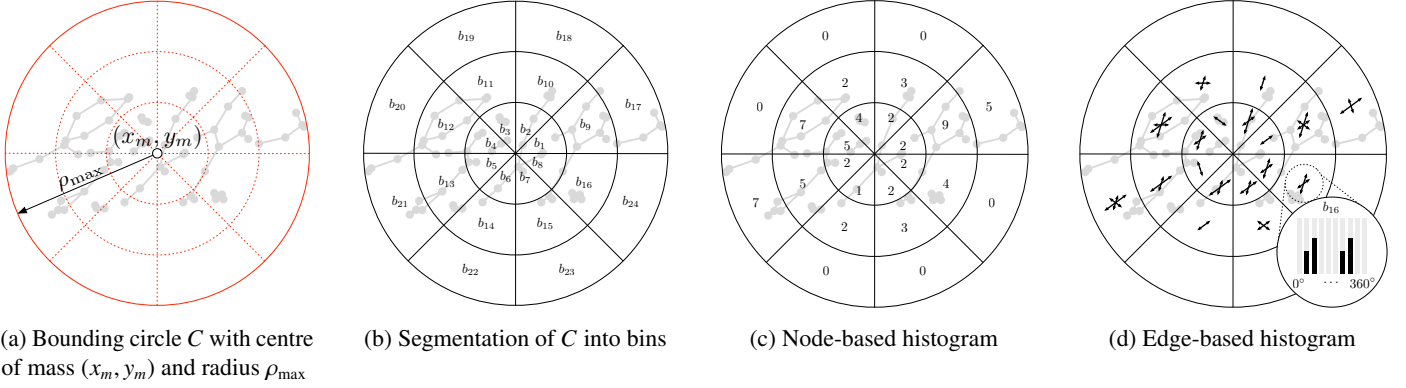 (x_m, y_m)
ρ_max
b_19 b_18
b_11 b_10
b_20 b_17
b_12 b_3 b_2 b_9
b_4 b_1
b_5 b_8
b_13 b_6 b_7 b_16
b_21 b_24
b_14 b_15
b_22 b_23
0 0
2 3
0 5
7 4 2 9
5 2
2 2
5 1 2 4
7 0
2 3
0 0
b_16
0° ... 360°
(a) Bounding circle C with centre
of mass (x_m, y_m) and radius ρ_max
(b) Segmentation of C into bins
(c) Node-based histogram
(d) Edge-based histogram